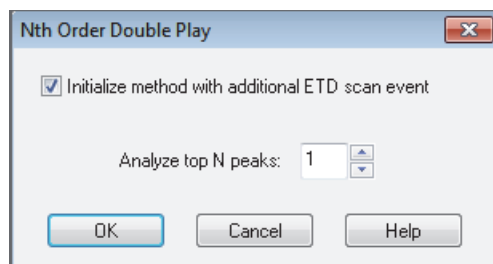 Nth Order Double Play
Initialize method with additional ETD scan event
Analyze top N peaks: 1
OK Cancel Help